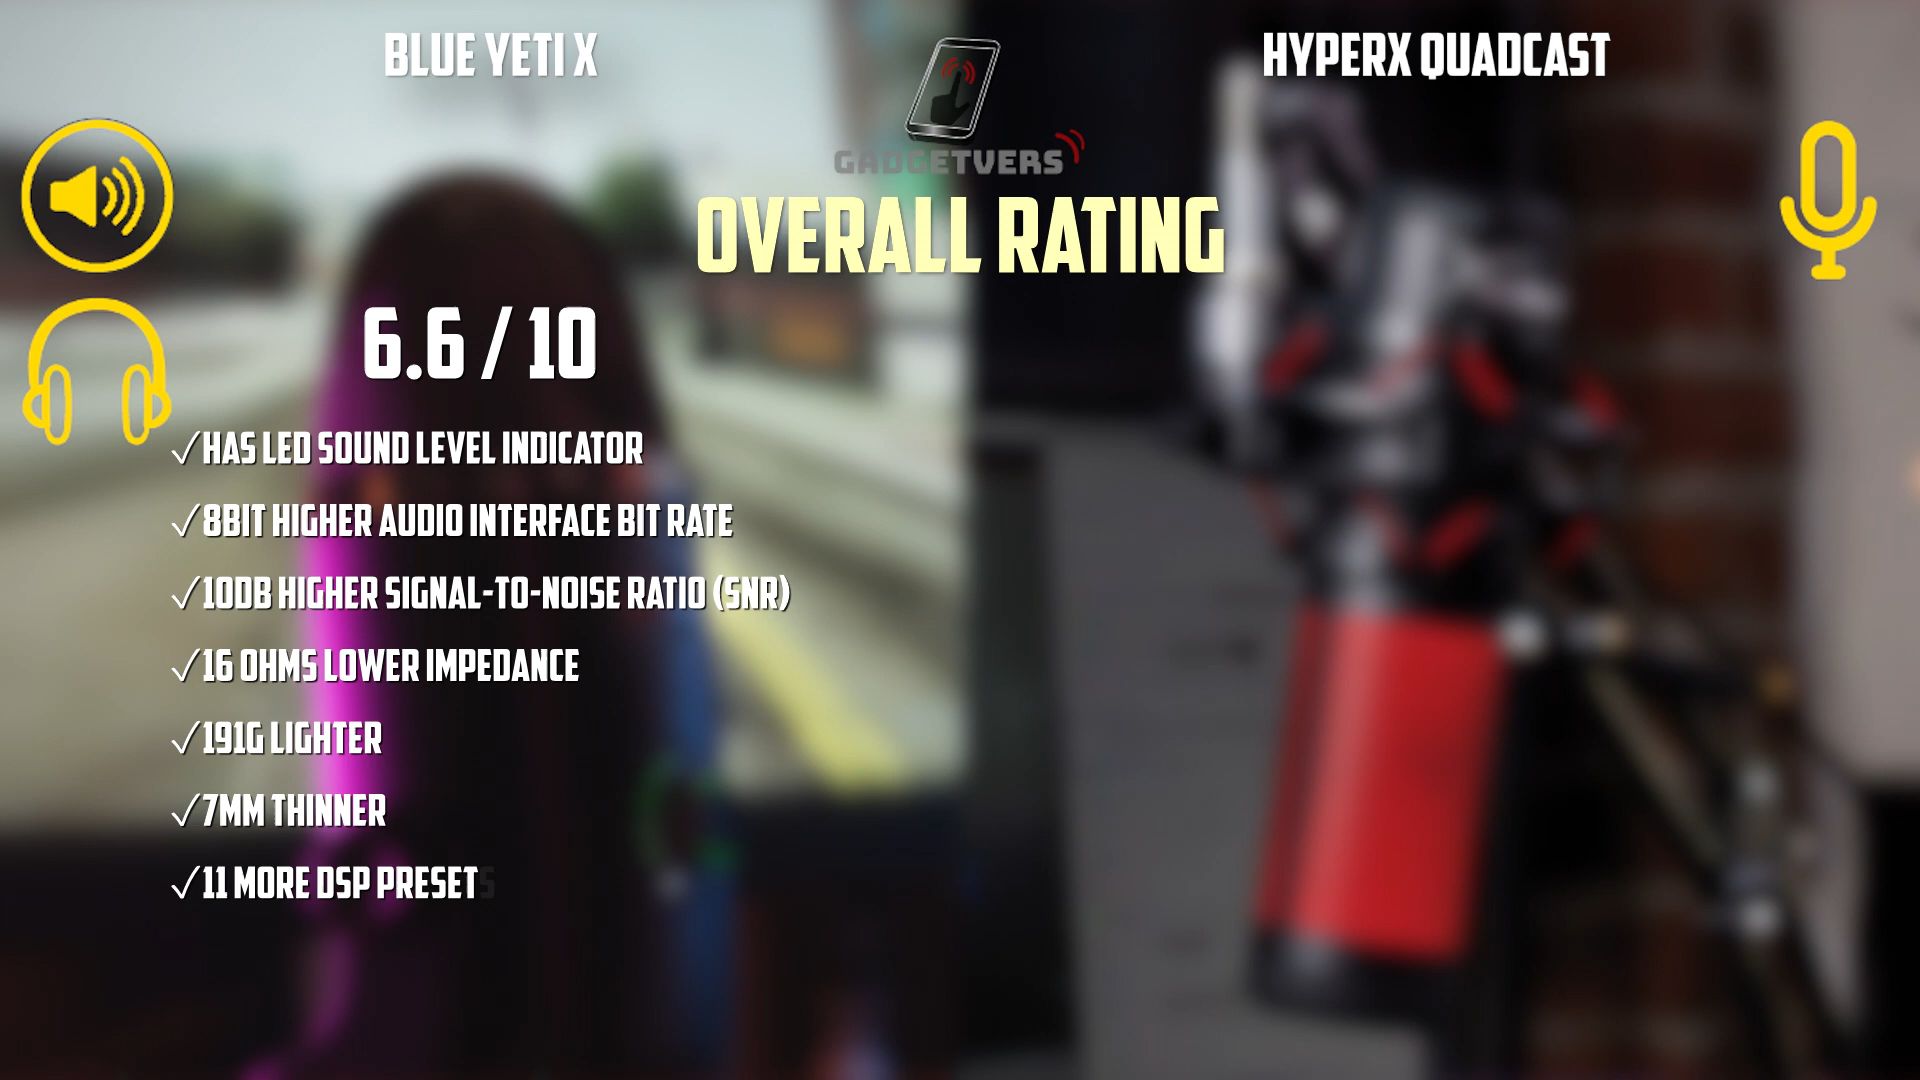 BLUE YETI X
HYPERX QUADCAST
GADGETVERS
OVERALL RATING
6.6 / 10
✓HAS LED SOUND LEVEL INDICATOR
✓8BIT HIGHER AUDIO INTERFACE BIT RATE
✓10DB HIGHER SIGNAL-TO-NOISE RATIO (SNR)
✓16 OHMS LOWER IMPEDANCE
✓191G LIGHTER
✓7MM THINNER
✓11 MORE DSP PRESETS